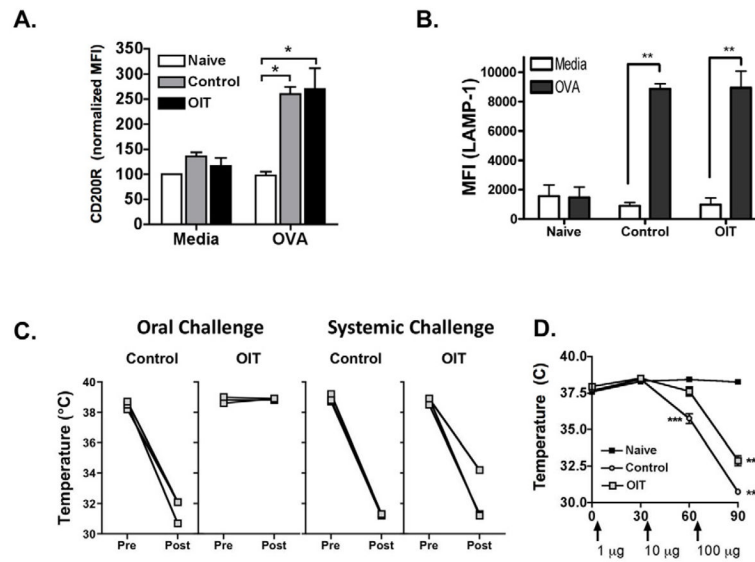 A.
CD200R (normalized MFI)
350
300
250
200
150
100
50
0
Naive
Control
OIT
*
*
Media
OVA
B.
MFI (LAMP-1)
10000
8000
6000
4000
2000
0
Media
OVA
**
**
Naive
Control
OIT
C.
Oral Challenge
Systemic Challenge
Control
OIT
Control
OIT
Temperature (°C)
40
38
36
34
32
30
Pre
Post
Pre
Post
Pre
Post
Pre
Post
D.
Temperature (C)
40.0
37.5
35.0
32.5
30.0
***
**
**
Naive
Control
OIT
0
30
60
90
1 µg
10 µg
100 µg